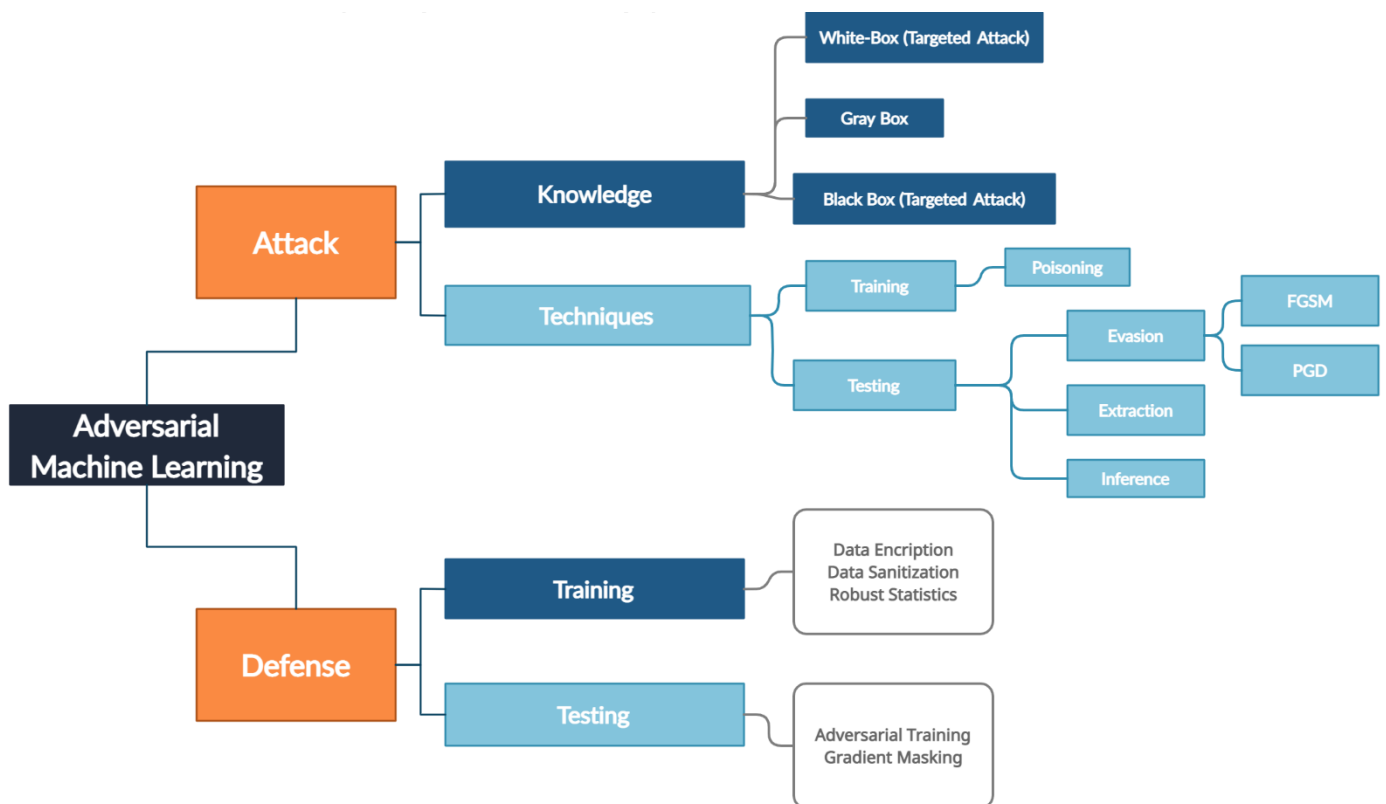 White-Box (Targeted Attack)
Gray Box
Knowledge
Black Box (Targeted Attack)
Attack
Poisoning
Training
FGSM
Techniques
Evasion
PGD
Testing
Extraction
Adversarial
Machine Learning
Inference
Data Encription
Data Sanitization
Robust Statistics
Training
Defense
Testing
Adversarial Training
Gradient Masking